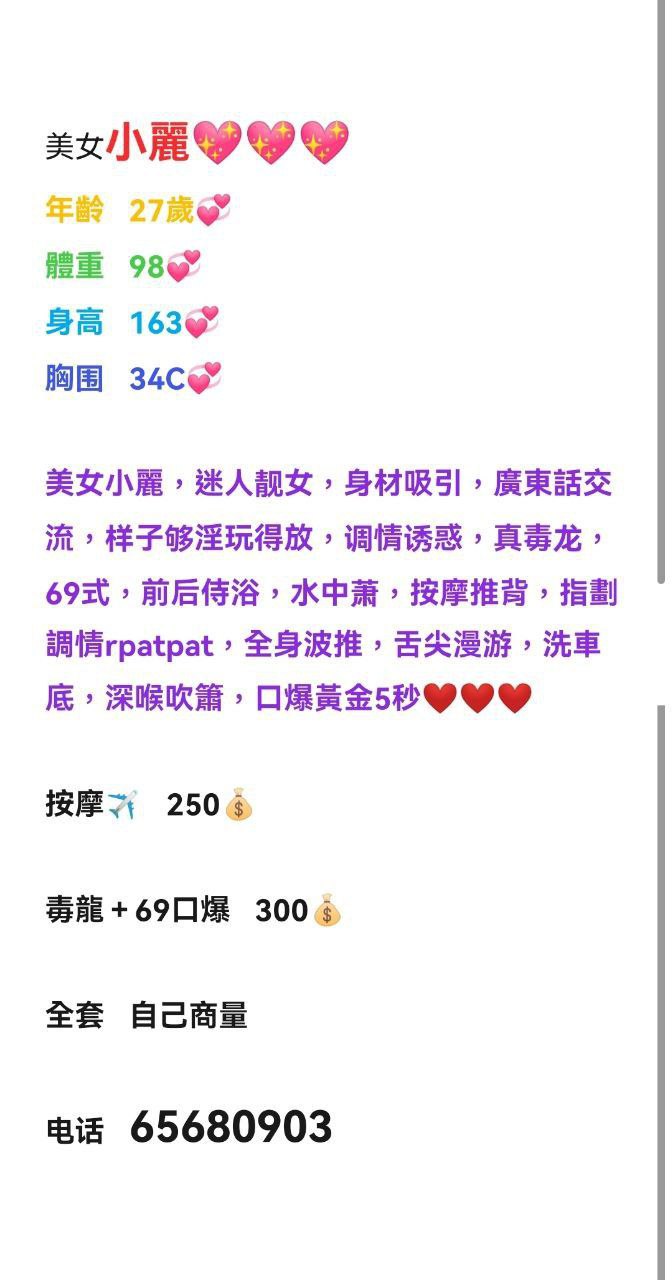 美女小麗💖💖💖
年齡 27歲💞
體重 98💞
身高 163💞
胸围 34C💞
美女小麗，迷人靓女，身材吸引，廣東話交
流，样子够淫玩得放，调情诱惑，真毒龙，
69式，前后侍浴，水中萧，按摩推背，指劃
調情rpatpat，全身波推，舌尖漫游，洗車
底，深喉吹簫，口爆黃金5秒❤️❤️❤️
按摩✈️ 250💰
毒龍+69口爆 300💰
全套 自己商量
电话 65680903